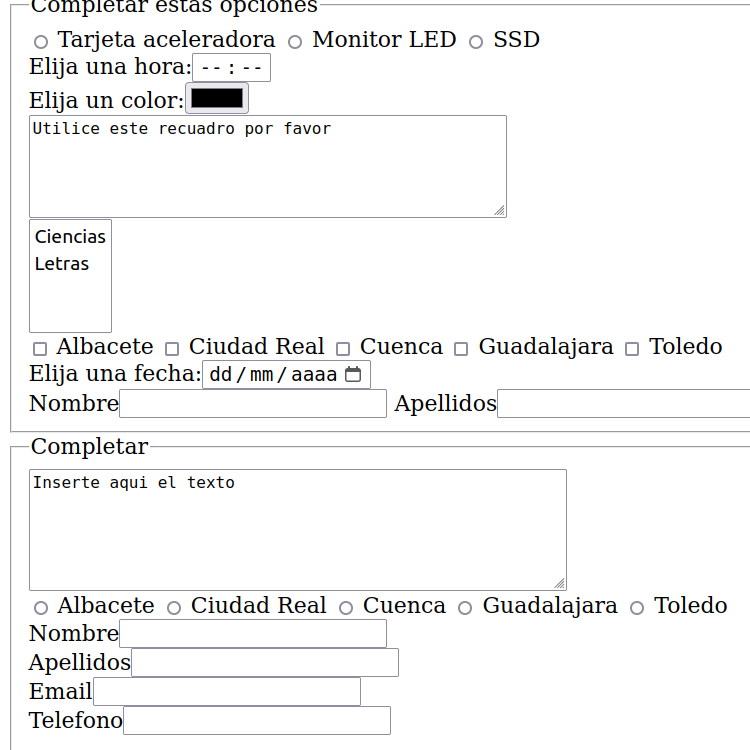 Completar estas opciones
Tarjeta aceleradora Monitor LED SSD
Elija una hora: --:--
Elija un color:
Utilice este recuadro por favor
Ciencias
Letras
Albacete Ciudad Real Cuenca Guadalajara Toledo
Elija una fecha: dd/mm/aaaa
Nombre Apellidos
Completar
Inserte aqui el texto
Albacete Ciudad Real Cuenca Guadalajara Toledo
Nombre
Apellidos
Email
Telefono